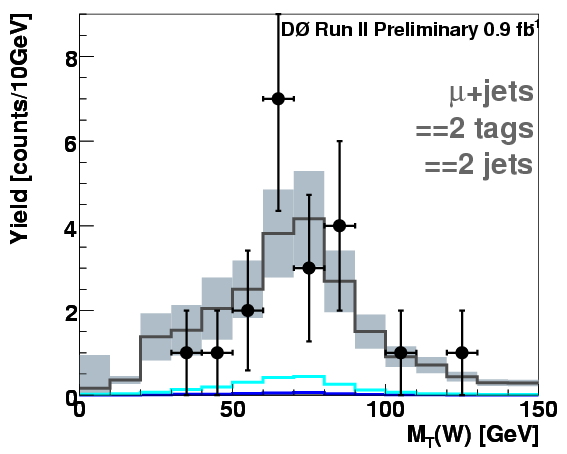 DØ Run II Preliminary 0.9 fb⁻¹
μ+jets
==2 tags
==2 jets
Yield [counts/10GeV]
8
6
4
2
0
0 50 100 150
M_T(W) [GeV]